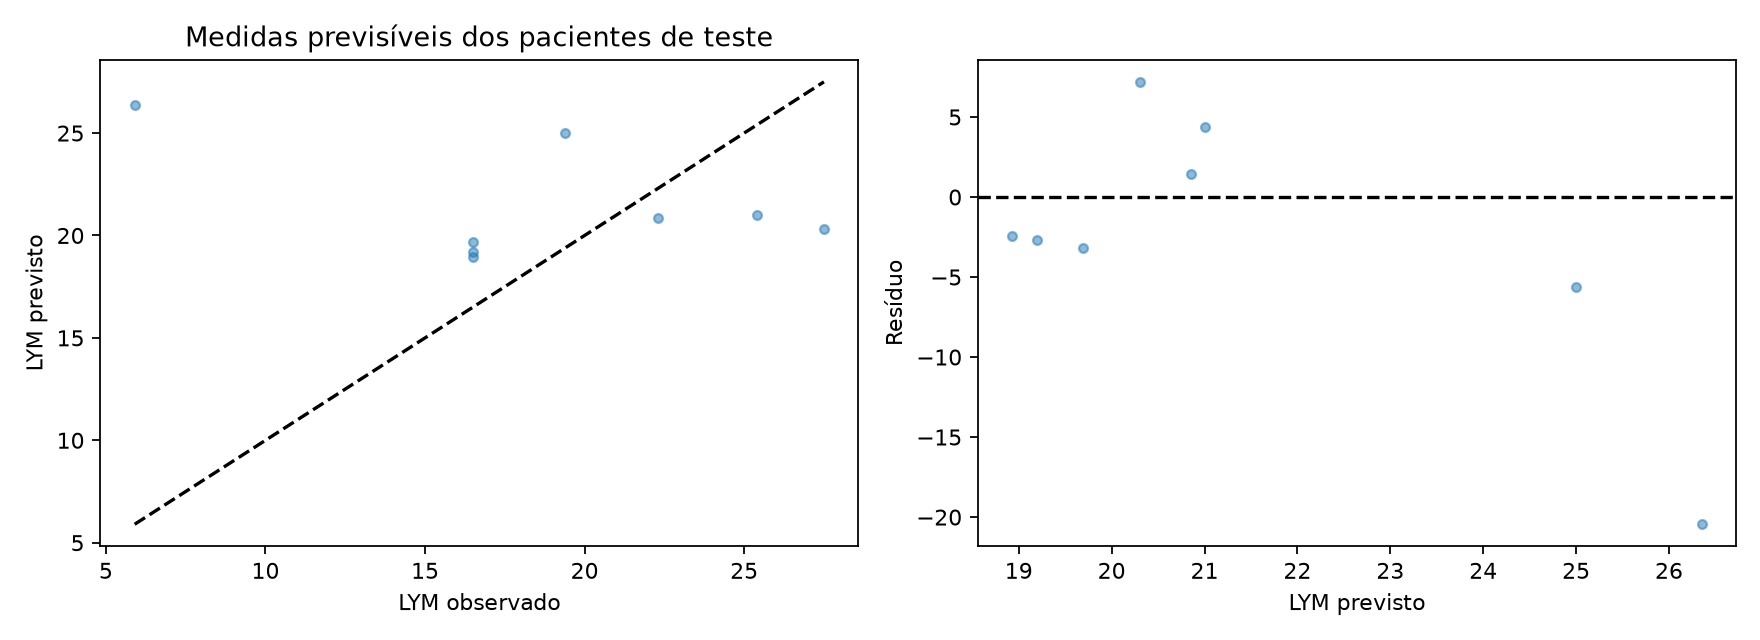 Medidas previsíveis dos pacientes de teste
LYM previsto
25
20
15
10
5
5 10 15 20 25
LYM observado
Resíduo
5
0
−5
−10
−15
−20
19 20 21 22 23 24 25 26
LYM previsto